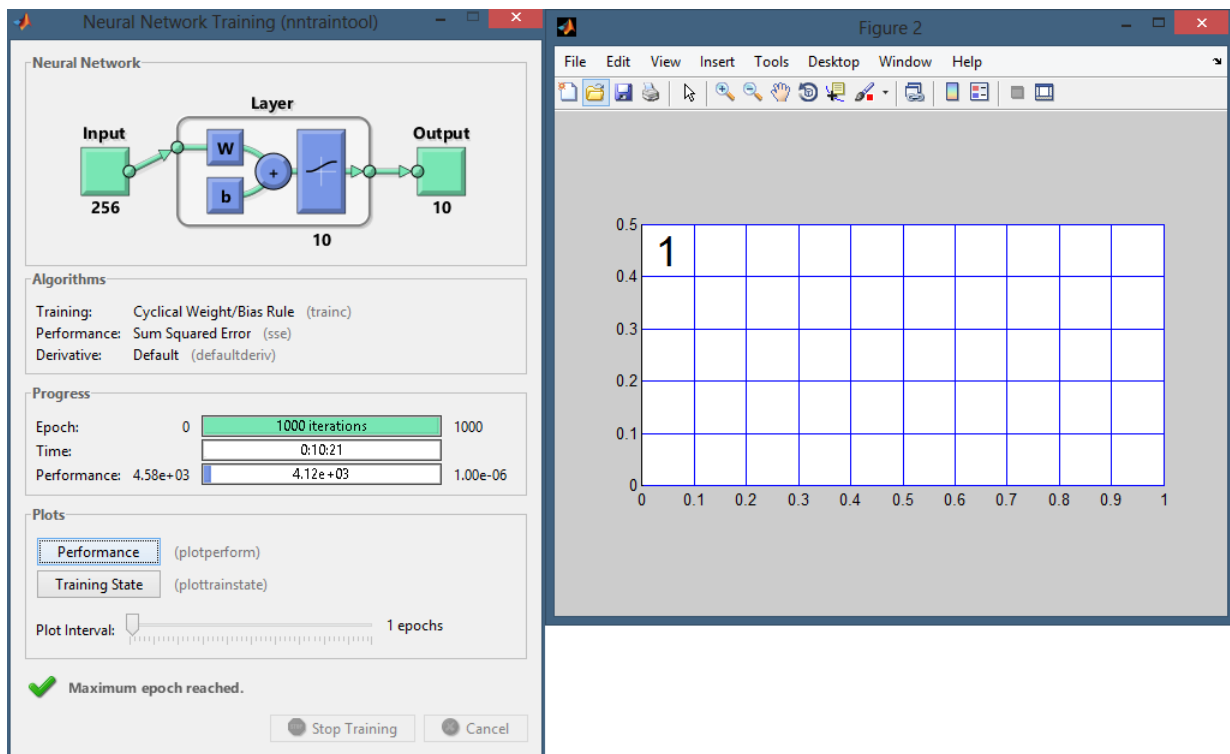 Neural Network Training (nntraintool)
Neural Network
Layer
Input
Output
W
b
+
256
10
10
Algorithms
Training: Cyclical Weight/Bias Rule (trainc)
Performance: Sum Squared Error (sse)
Derivative: Default (defaultderiv)
Progress
Epoch: 0 1000 iterations 1000
Time: 0:10:21
Performance: 4.58e+03 4.12e+03 1.00e-06
Plots
Performance (plotperform)
Training State (plottrainstate)
Plot Interval: 1 epochs
Maximum epoch reached.
Stop Training Cancel
Figure 2
File Edit View Insert Tools Desktop Window Help
0.5
1
0.4
0.3
0.2
0.1
0
0 0.1 0.2 0.3 0.4 0.5 0.6 0.7 0.8 0.9 1